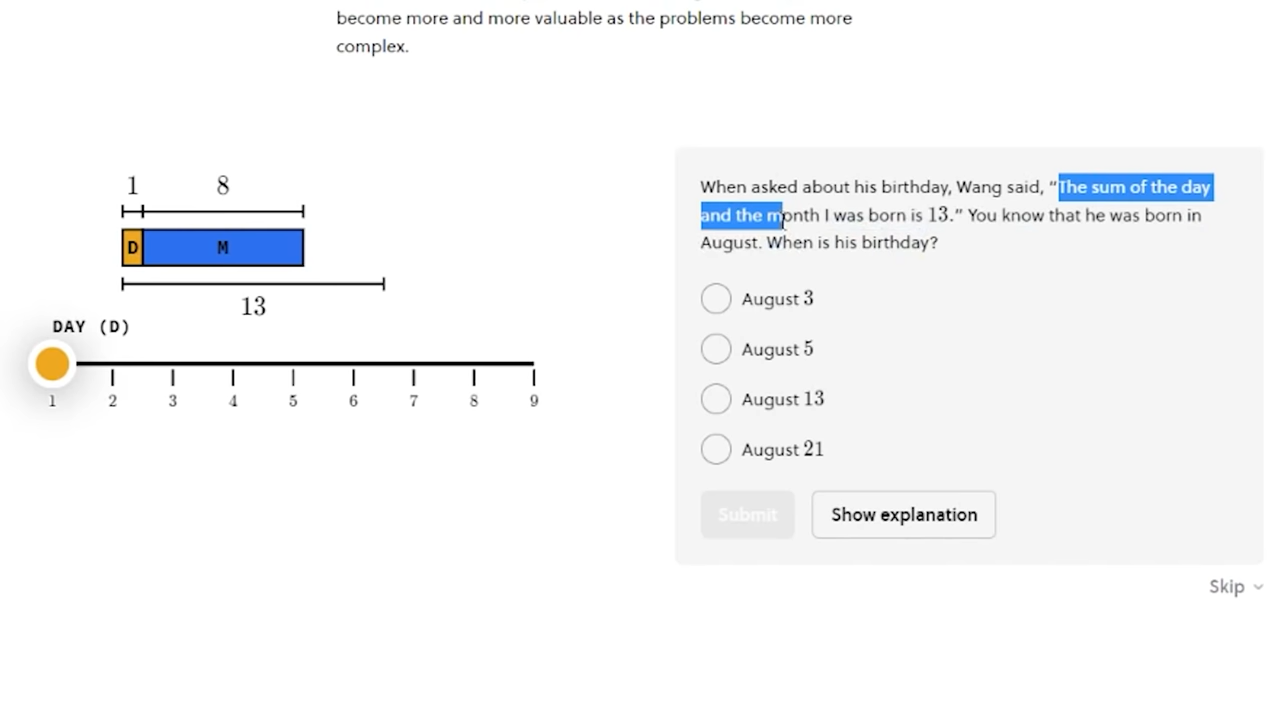 become more and more valuable as the problems become more
complex.
1 8
D M
13
DAY (D)
1 2 3 4 5 6 7 8 9
When asked about his birthday, Wang said, “The sum of the day
and the month I was born is 13.” You know that he was born in
August. When is his birthday?
August 3
August 5
August 13
August 21
Submit Show explanation
Skip